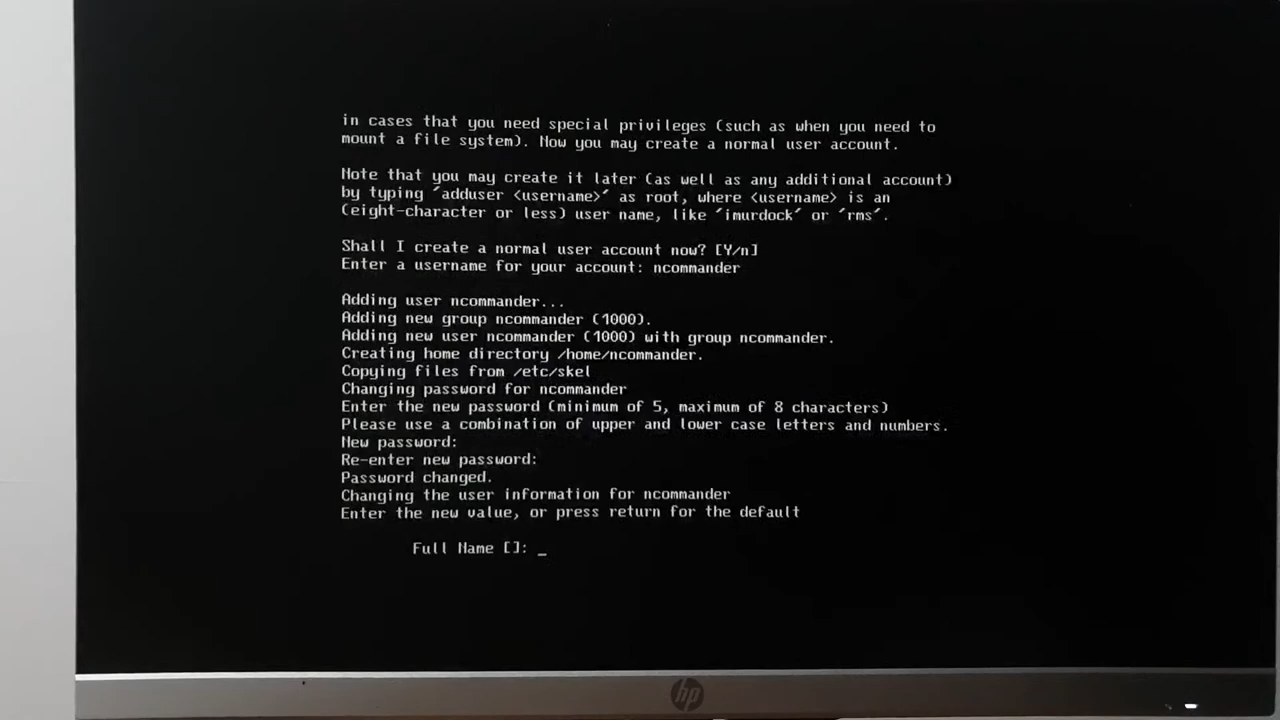 in cases that you need special privileges (such as when you need to
mount a file system). Now you may create a normal user account.
Note that you may create it later (as well as any additional account)
by typing 'adduser <username>' as root, where <username> is an
(eight-character or less) user name, like 'imurdock' or 'rms'.
Shall I create a normal user account now? [Y/n]
Enter a username for your account: ncommander
Adding user ncommander...
Adding new group ncommander (1000).
Adding new user ncommander (1000) with group ncommander.
Creating home directory /home/ncommander.
Copying files from /etc/skel
Changing password for ncommander
Enter the new password (minimum of 5, maximum of 8 characters)
Please use a combination of upper and lower case letters and numbers.
New password:
Re-enter new password:
Password changed.
Changing the user information for ncommander
Enter the new value, or press return for the default
Full Name []: _
hp